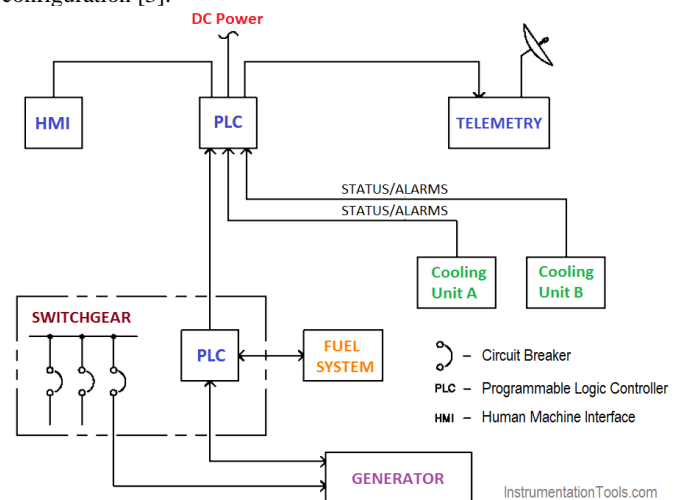 configuration [3].
DC Power
HMI
PLC
TELEMETRY
STATUS/ALARMS
STATUS/ALARMS
Cooling
Unit A
Cooling
Unit B
SWITCHGEAR
PLC
FUEL
SYSTEM
– Circuit Breaker
PLC – Programmable Logic Controller
HMI – Human Machine Interface
GENERATOR
InstrumentationTools.com